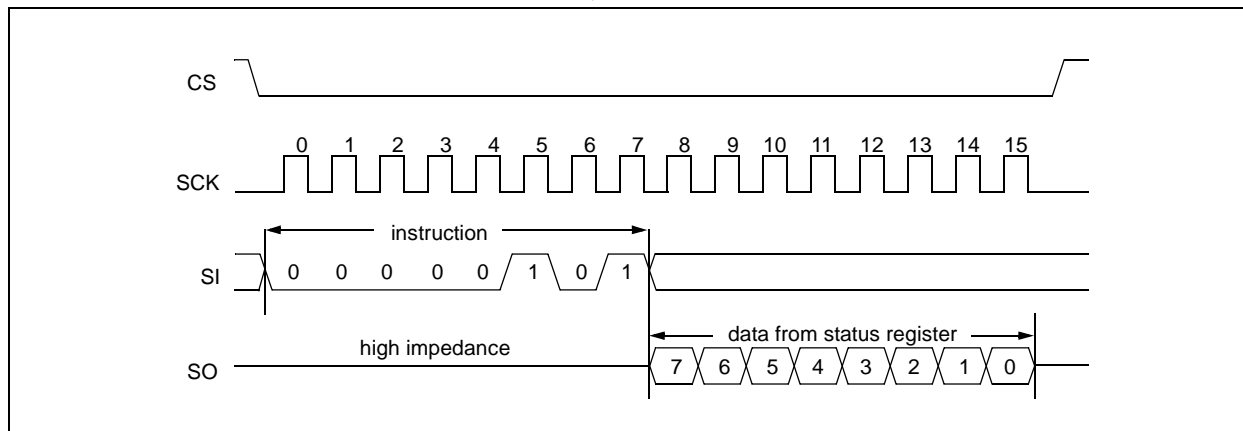 CS
0 1 2 3 4 5 6 7 8 9 10 11 12 13 14 15
SCK
instruction
SI 0 0 0 0 0 1 0 1
data from status register
high impedance
SO 7 6 5 4 3 2 1 0